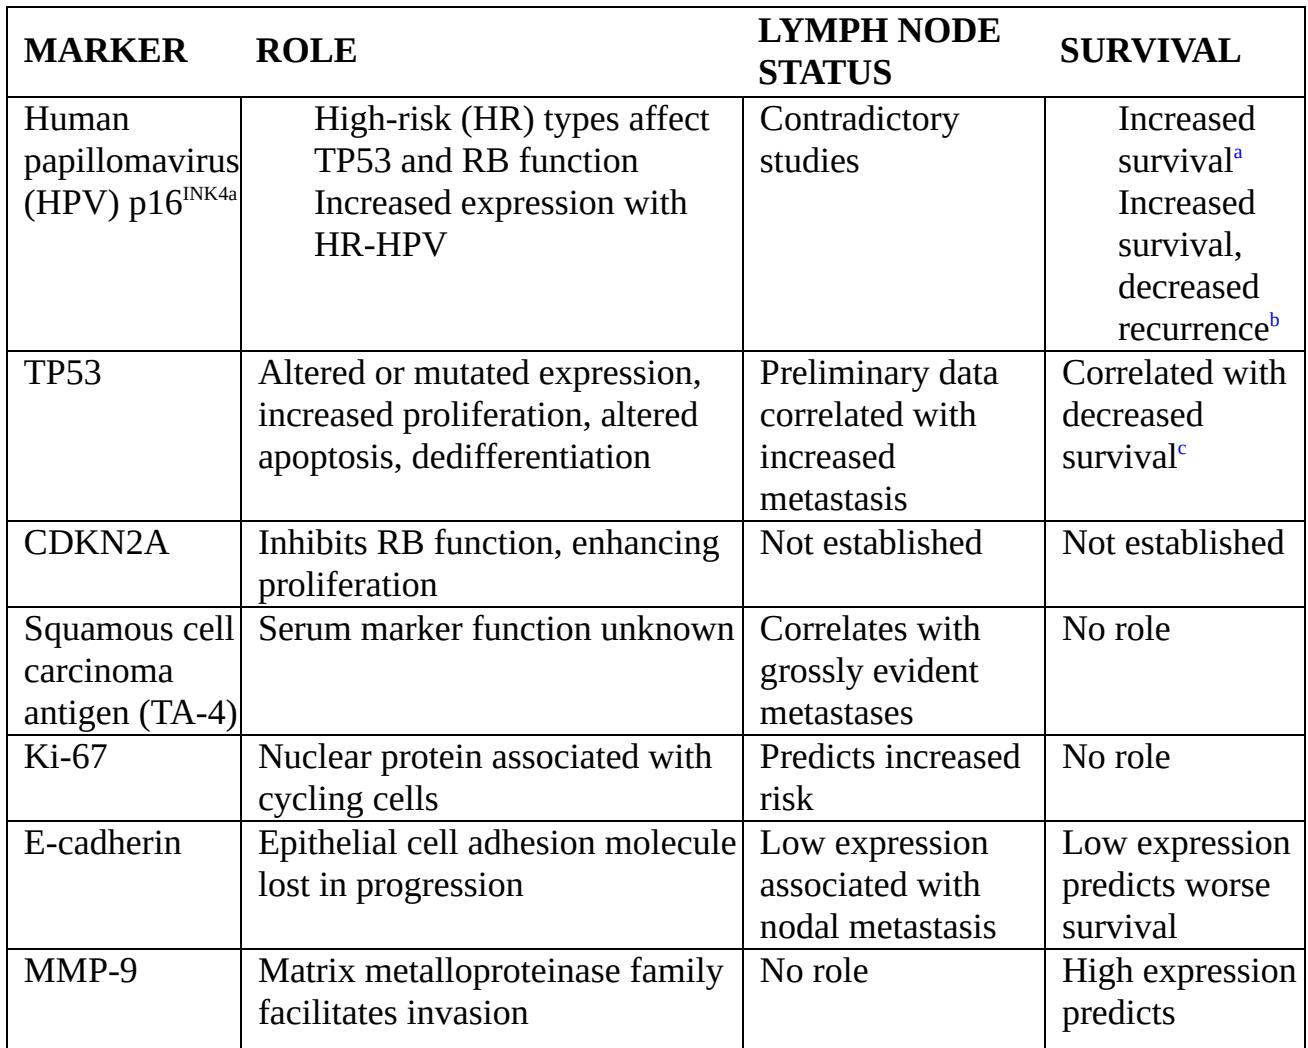 MARKER
ROLE
LYMPH NODE
STATUS
SURVIVAL
Human
papillomavirus
(HPV) p16INK4a
High-risk (HR) types affect
TP53 and RB function
Increased expression with
HR-HPV
Contradictory
studies
Increased
survivala
Increased
survival,
decreased
recurrenceb
TP53
Altered or mutated expression,
increased proliferation, altered
apoptosis, dedifferentiation
Preliminary data
correlated with
increased
metastasis
Correlated with
decreased
survivalc
CDKN2A
Inhibits RB function, enhancing
proliferation
Not established
Not established
Squamous cell
carcinoma
antigen (TA-4)
Serum marker function unknown
Correlates with
grossly evident
metastases
No role
Ki-67
Nuclear protein associated with
cycling cells
Predicts increased
risk
No role
E-cadherin
Epithelial cell adhesion molecule
lost in progression
Low expression
associated with
nodal metastasis
Low expression
predicts worse
survival
MMP-9
Matrix metalloproteinase family
facilitates invasion
No role
High expression
predicts